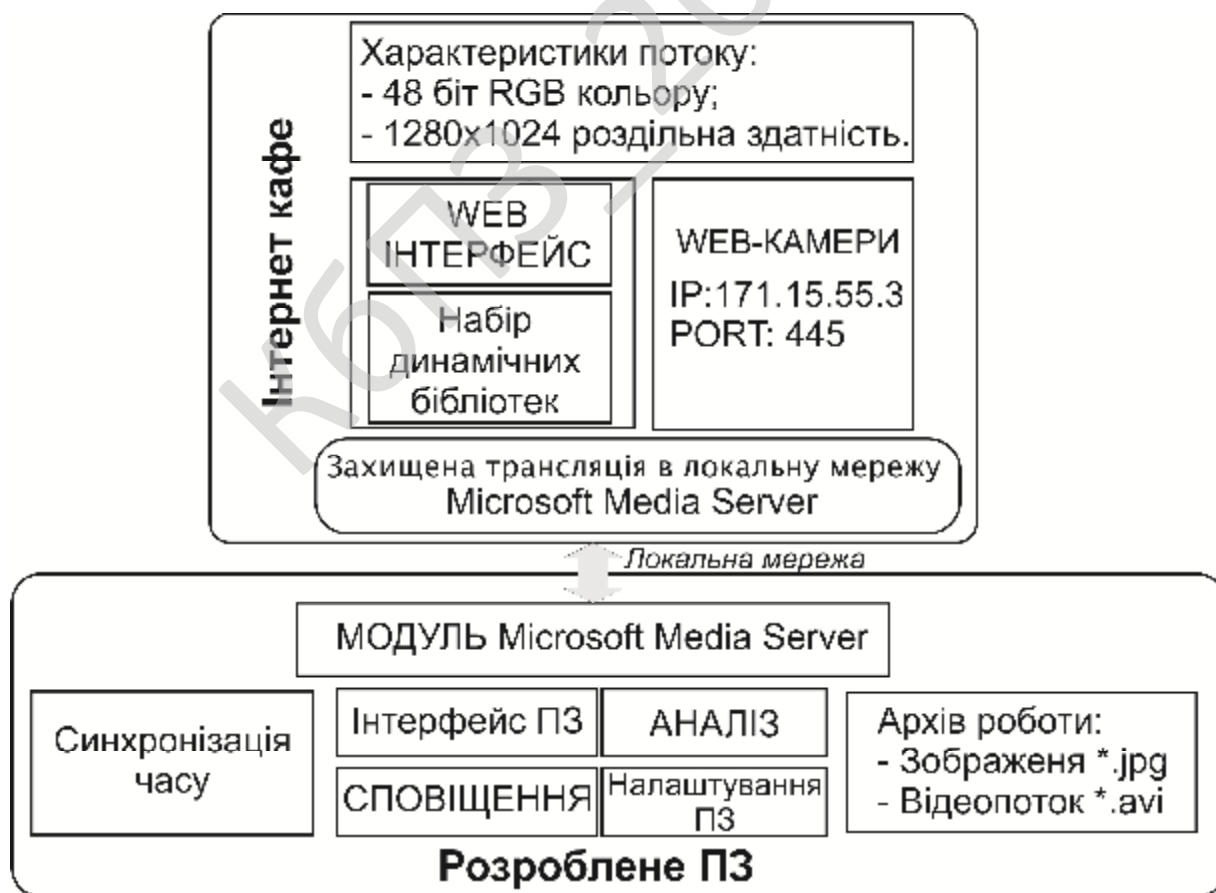 Інтернет кафе
Характеристики потоку:
- 48 біт RGB кольору;
- 1280x1024 роздільна здатність.
WEB
ІНТЕРФЕЙС
Набір
динамічних
бібліотек
WEB-КАМЕРИ
IP:171.15.55.3
PORT: 445
Захищена трансляція в локальну мережу
Microsoft Media Server
Локальна мережа
МОДУЛЬ Microsoft Media Server
Синхронізація
часу
Інтерфейс ПЗ
АНАЛІЗ
СПОВІЩЕННЯ
Налаштування
ПЗ
Архів роботи:
- Зображеня *.jpg
- Відеопоток *.avi
Розроблене ПЗ